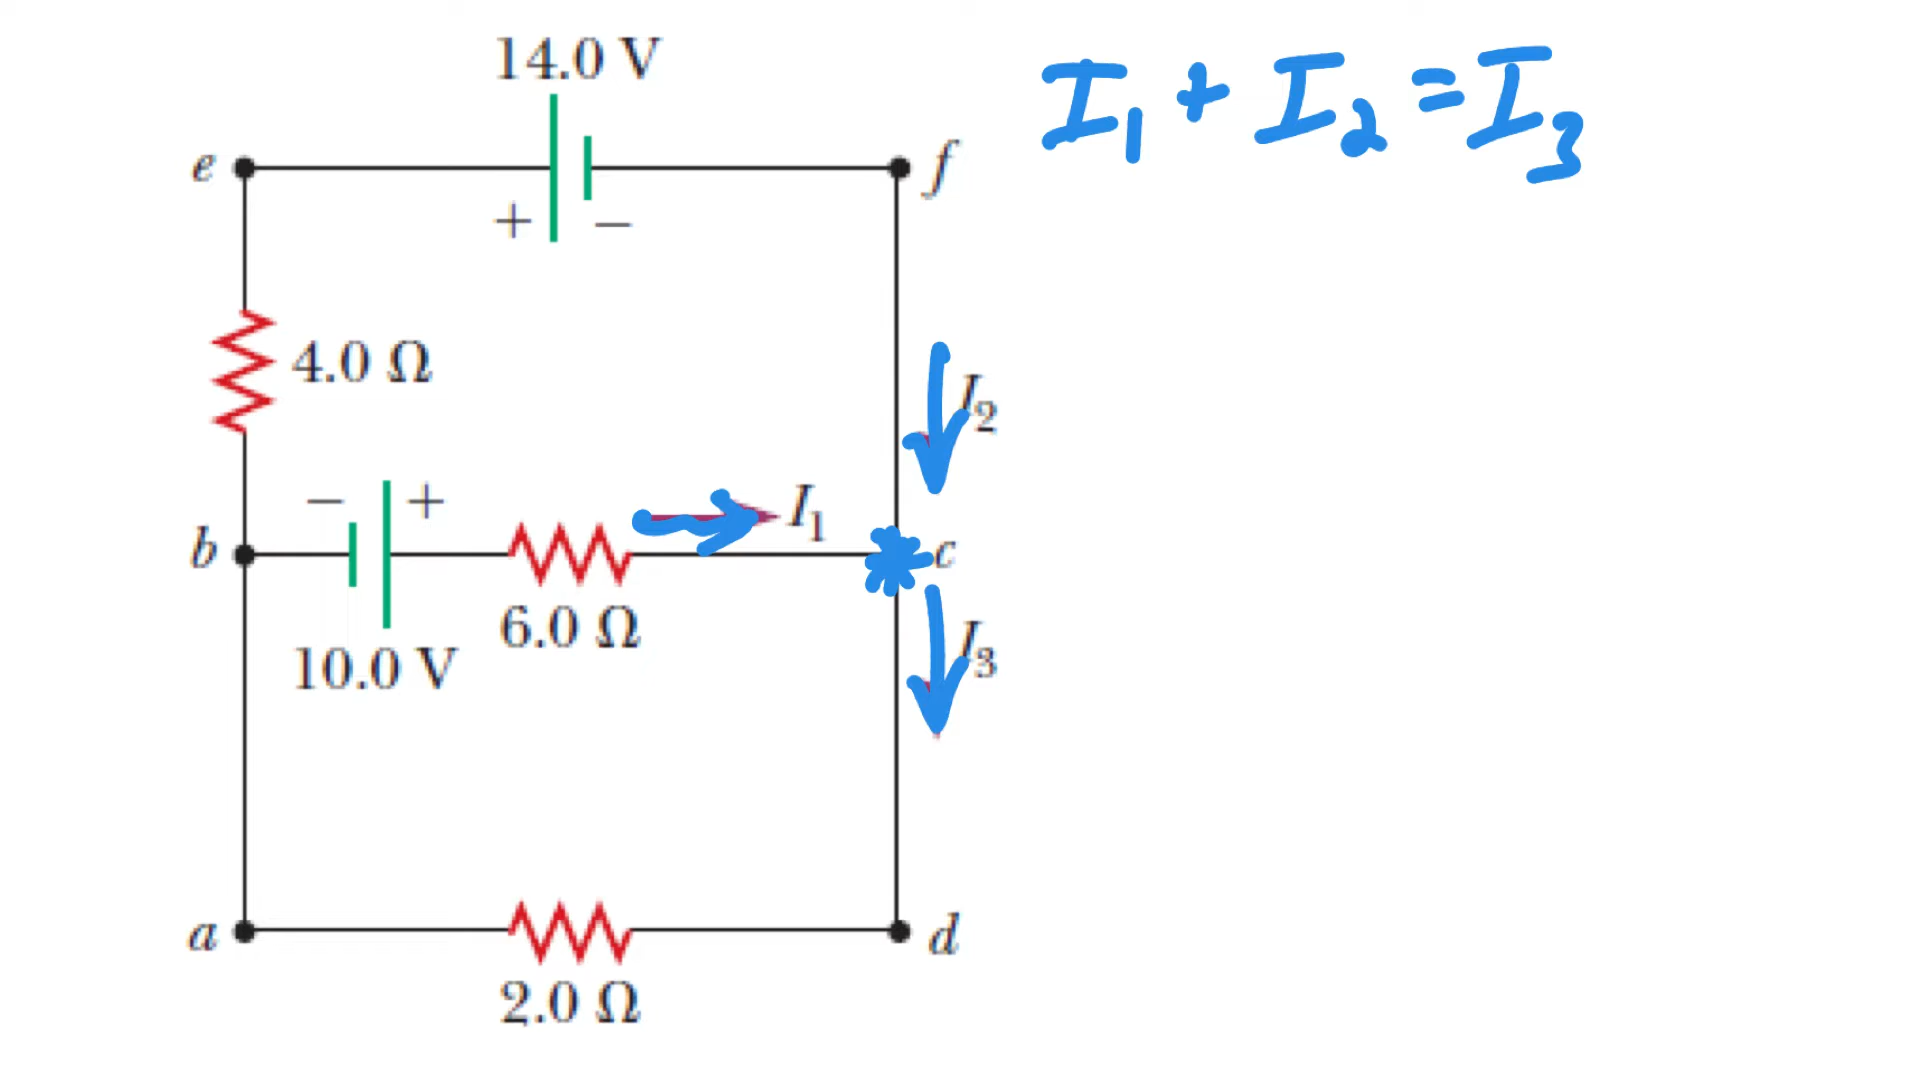 14.0 V
I₁ + I₂ = I₃
e
f
+ −
4.0 Ω
I₂
− +
I₁
b
c
6.0 Ω
10.0 V
I₃
a
d
2.0 Ω